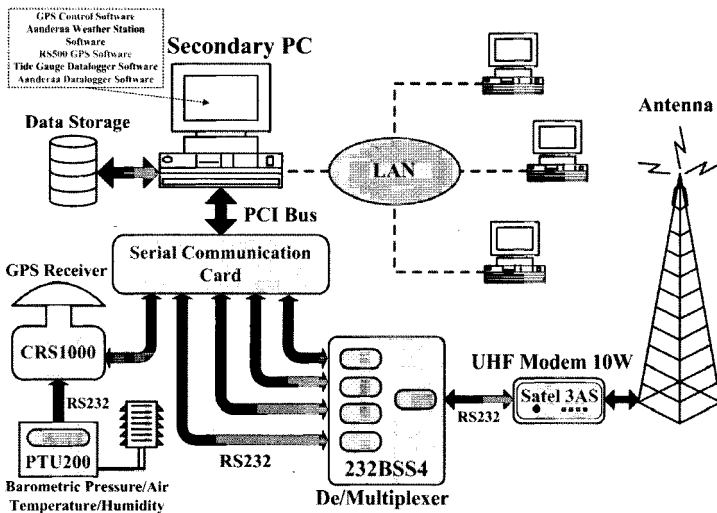 GPS Control Software
Aanderaa Weather Station
Software
RS500 GPS Software
Tide Gauge Datalogger Software
Aanderaa Datalogger Software
Secondary PC
Data Storage
LAN
Antenna
PCI Bus
Serial Communication
Card
GPS Receiver
CRS1000
UHF Modem 10W
Satel 3AS
RS232
RS232
PTU200
RS232
232BSS4
De/Multiplexer
Barometric Pressure/Air
Temperature/Humidity